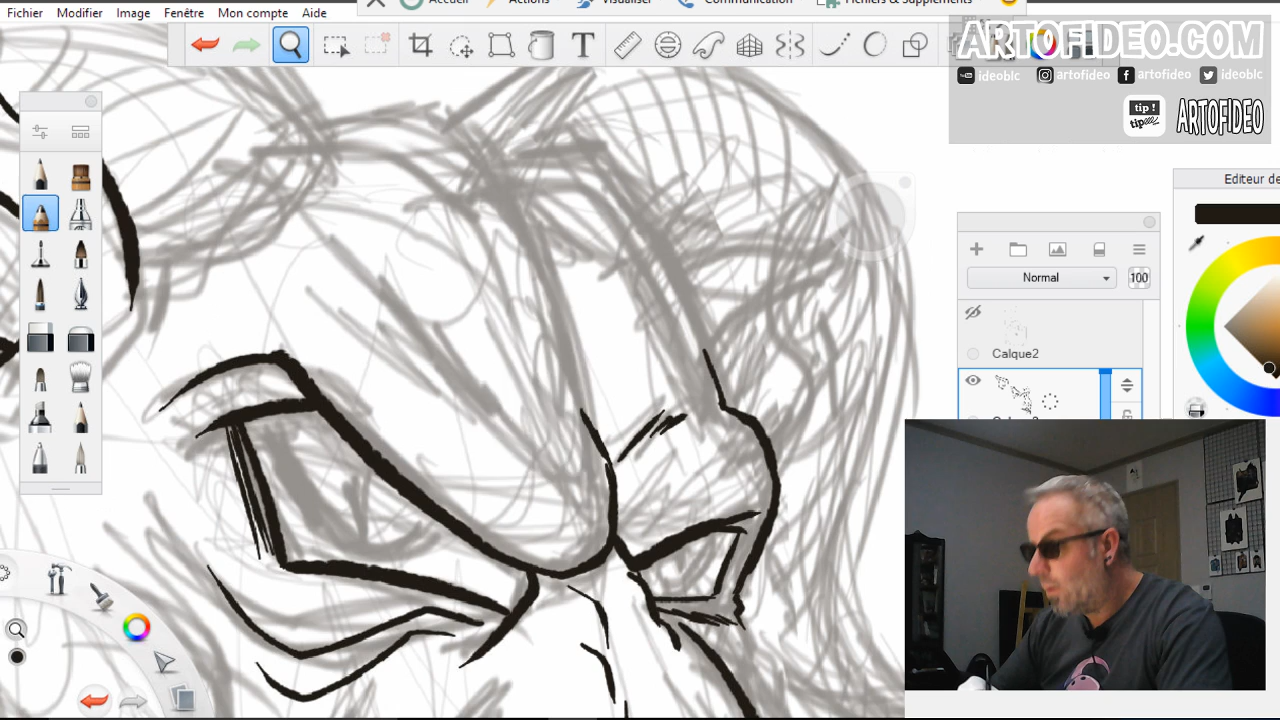 Accueil Actions Visualiser Communication Fichiers & Suppléments
Fichier Modifier Image Fenêtre Mon compte Aide
ARTOFIDEO.COM
ideoblc artofideo artofideo ideoblc
tip!
tip
ARTOFIDEO
T
Editeur de
Normal 100
Calque2